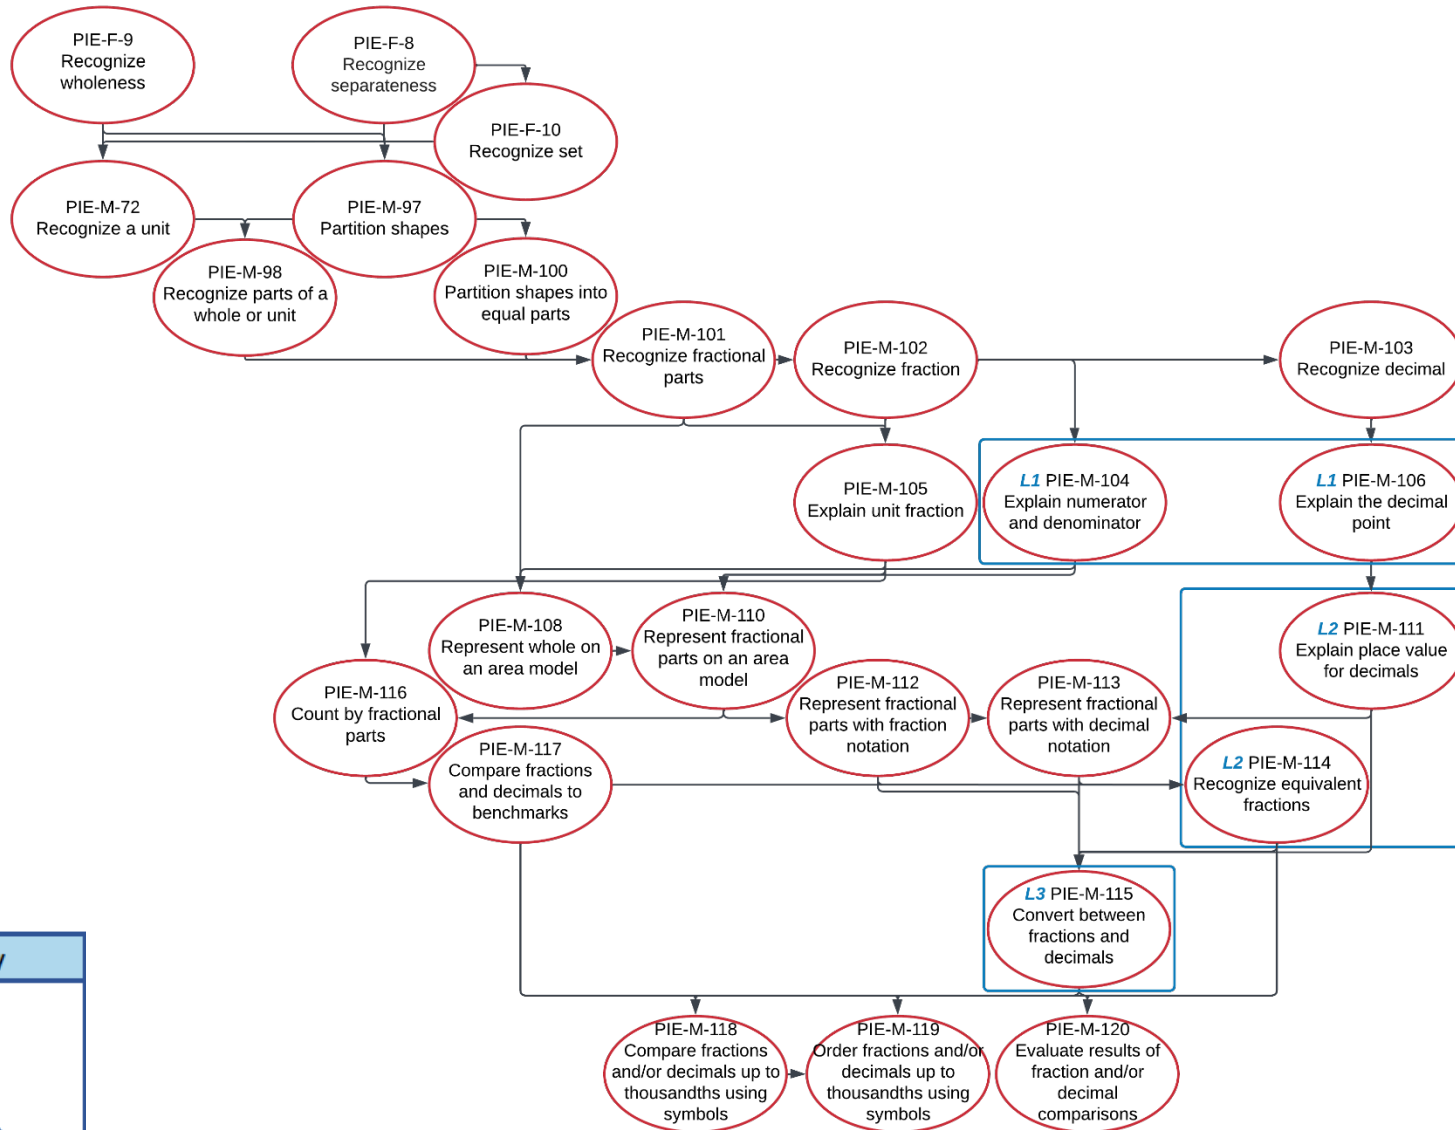 PIE-F-9
Recognize
wholeness
PIE-F-8
Recognize
separateness
PIE-F-10
Recognize set
PIE-M-72
Recognize a unit
PIE-M-97
Partition shapes
PIE-M-98
Recognize parts of a
whole or unit
PIE-M-100
Partition shapes into
equal parts
PIE-M-101
Recognize fractional
parts
PIE-M-102
Recognize fraction
PIE-M-103
Recognize decimal
PIE-M-105
Explain unit fraction
L1 PIE-M-104
Explain numerator
and denominator
L1 PIE-M-106
Explain the decimal
point
PIE-M-108
Represent whole on
an area model
PIE-M-110
Represent fractional
parts on an area
model
L2 PIE-M-111
Explain place value
for decimals
PIE-M-116
Count by fractional
parts
PIE-M-112
Represent fractional
parts with fraction
notation
PIE-M-113
Represent fractional
parts with decimal
notation
PIE-M-117
Compare fractions
and decimals to
benchmarks
L2 PIE-M-114
Recognize equivalent
fractions
L3 PIE-M-115
Convert between
fractions and
decimals
PIE-M-118
Compare fractions
and/or decimals up to
thousandths using
symbols
PIE-M-119
Order fractions and/or
decimals up to
thousandths using
symbols
PIE-M-120
Evaluate results of
fraction and/or
decimal
comparisons